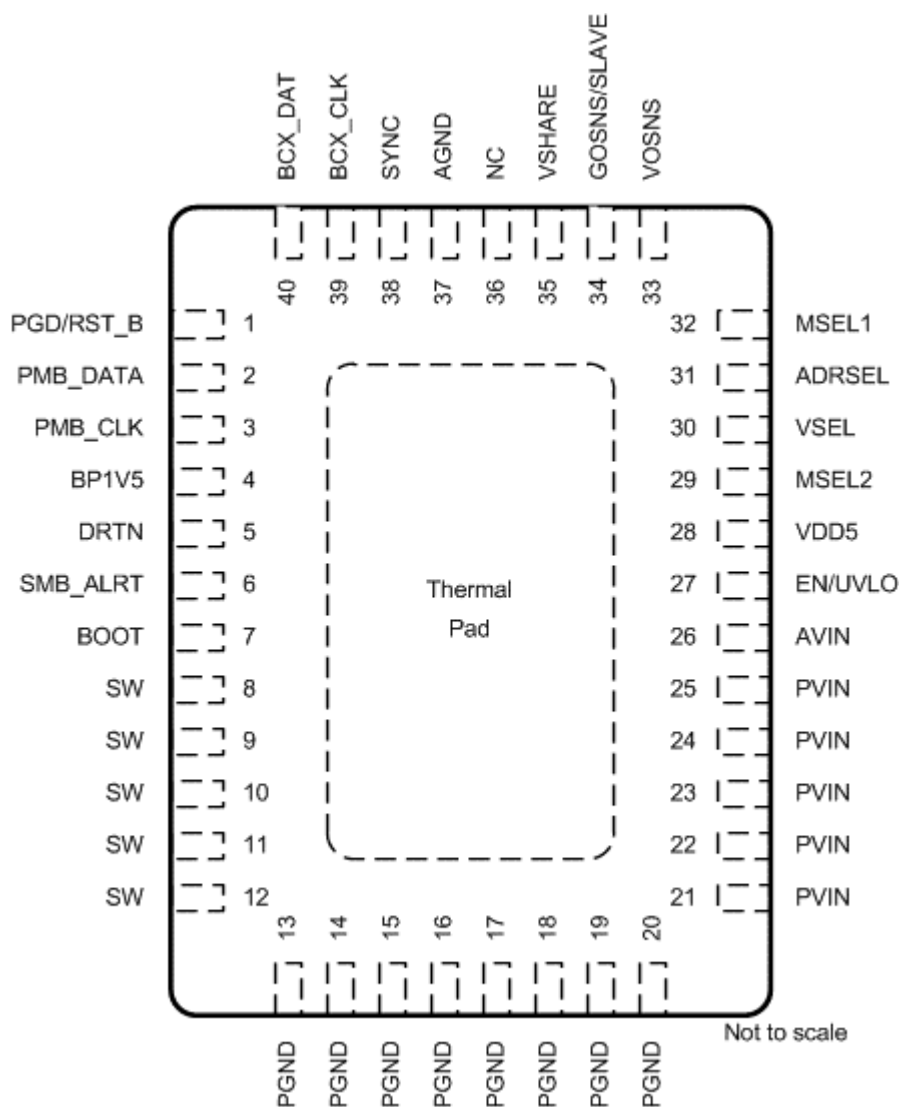 BCX_DAT
BCX_CLK
SYNC
AGND
NC
VSHARE
GOSNS/SLAVE
VOSNS
40
39
38
37
36
35
34
33
PGD/RST_B 1
32 MSEL1
PMB_DATA 2
31 ADRSEL
PMB_CLK 3
30 VSEL
BP1V5 4
29 MSEL2
DRTN 5
28 VDD5
SMB_ALRT 6
27 EN/UVLO
BOOT 7
26 AVIN
SW 8
25 PVIN
SW 9
24 PVIN
SW 10
23 PVIN
SW 11
22 PVIN
SW 12
21 PVIN
Thermal
Pad
13
14
15
16
17
18
19
20
PGND
PGND
PGND
PGND
PGND
PGND
PGND
PGND
Not to scale